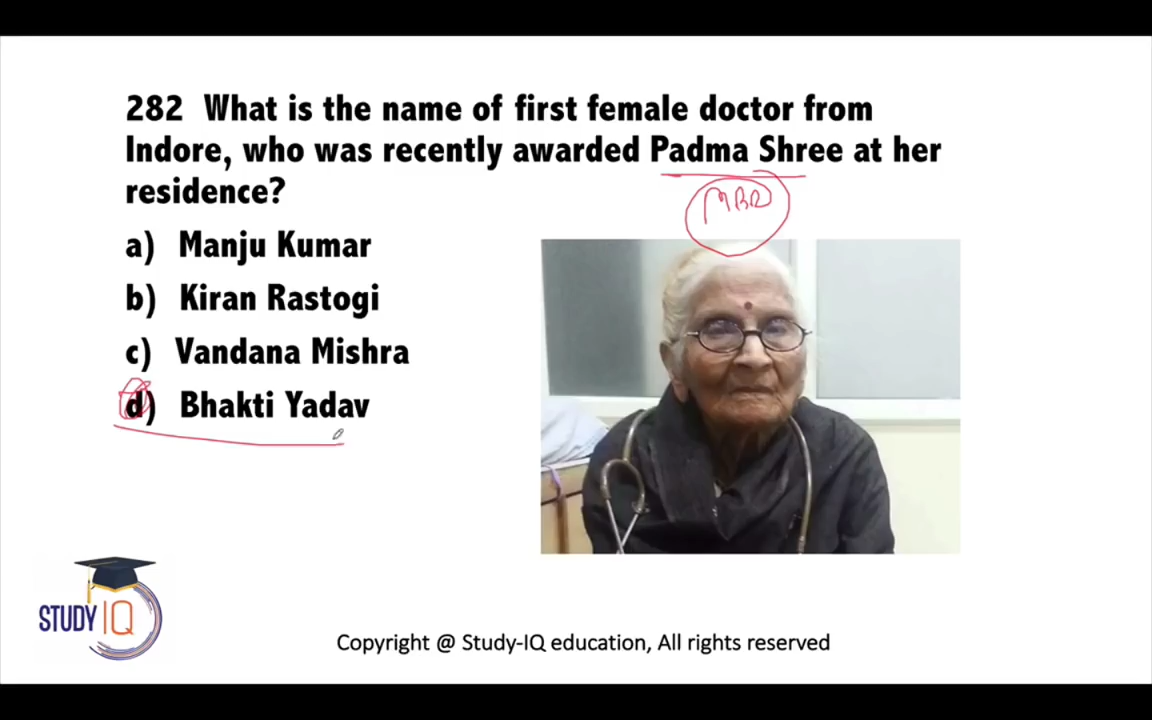 282 What is the name of first female doctor from
Indore, who was recently awarded Padma Shree at her
residence?
a) Manju Kumar
b) Kiran Rastogi
c) Vandana Mishra
d) Bhakti Yadav
STUDY IQ
Copyright @ Study-IQ education, All rights reserved